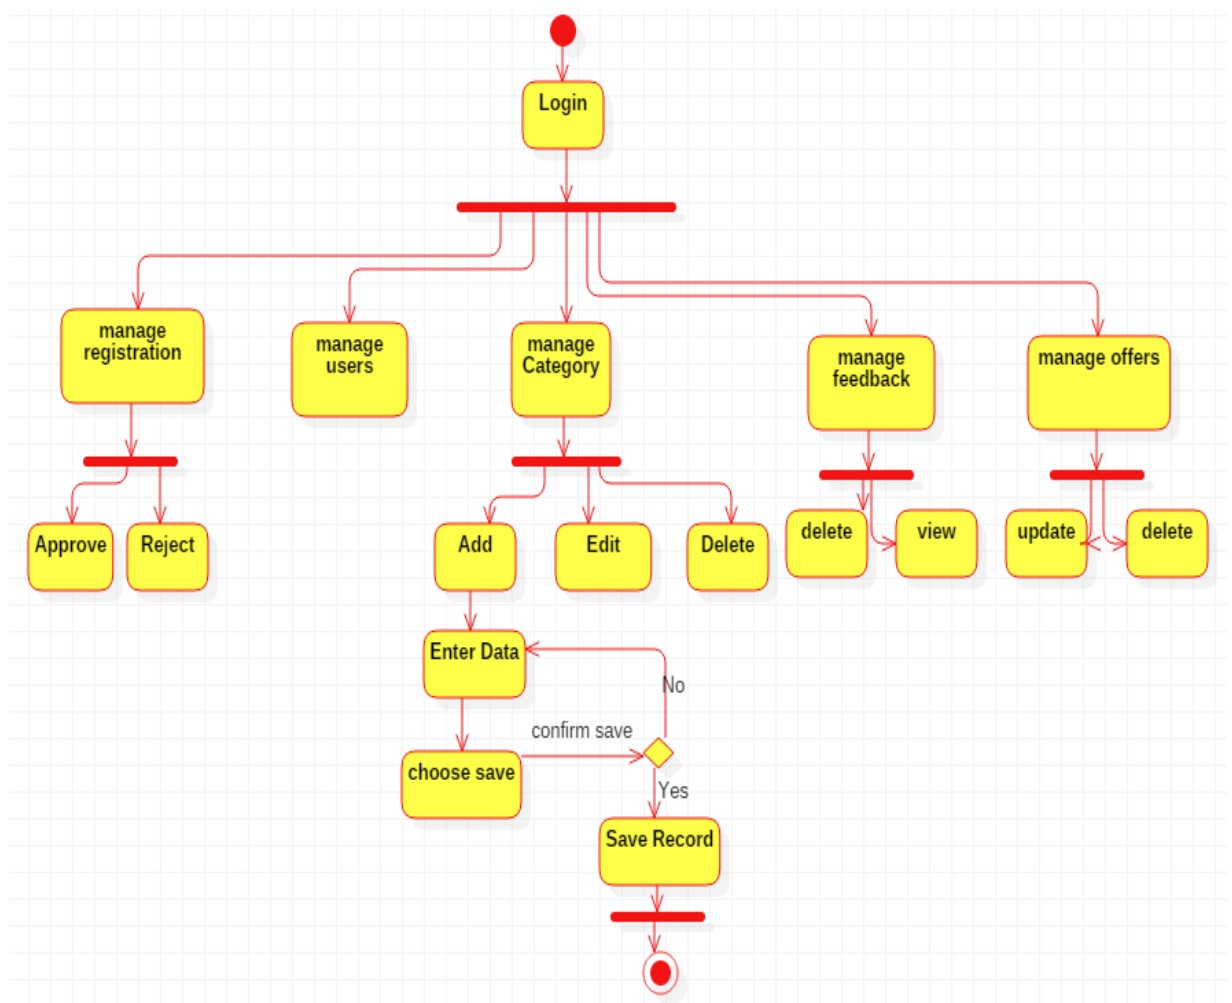 Login
manage
registration
manage
users
manage
Category
manage
feedback
manage offers
Approve
Reject
Add
Edit
Delete
delete
view
update
delete
Enter Data
No
confirm save
choose save
Yes
Save Record